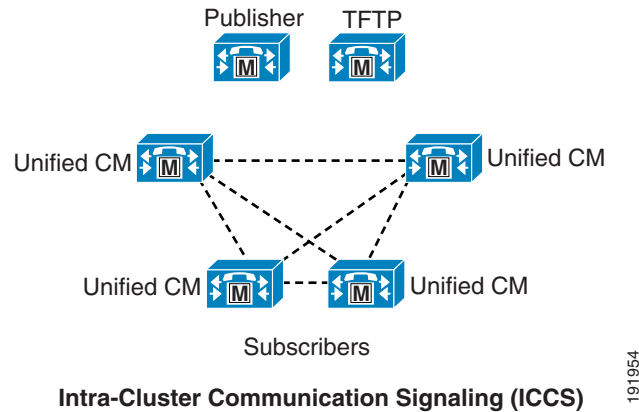 Publisher TFTP
M M
Unified CM M M Unified CM
Unified CM M M Unified CM
Subscribers
191954
Intra-Cluster Communication Signaling (ICCS)